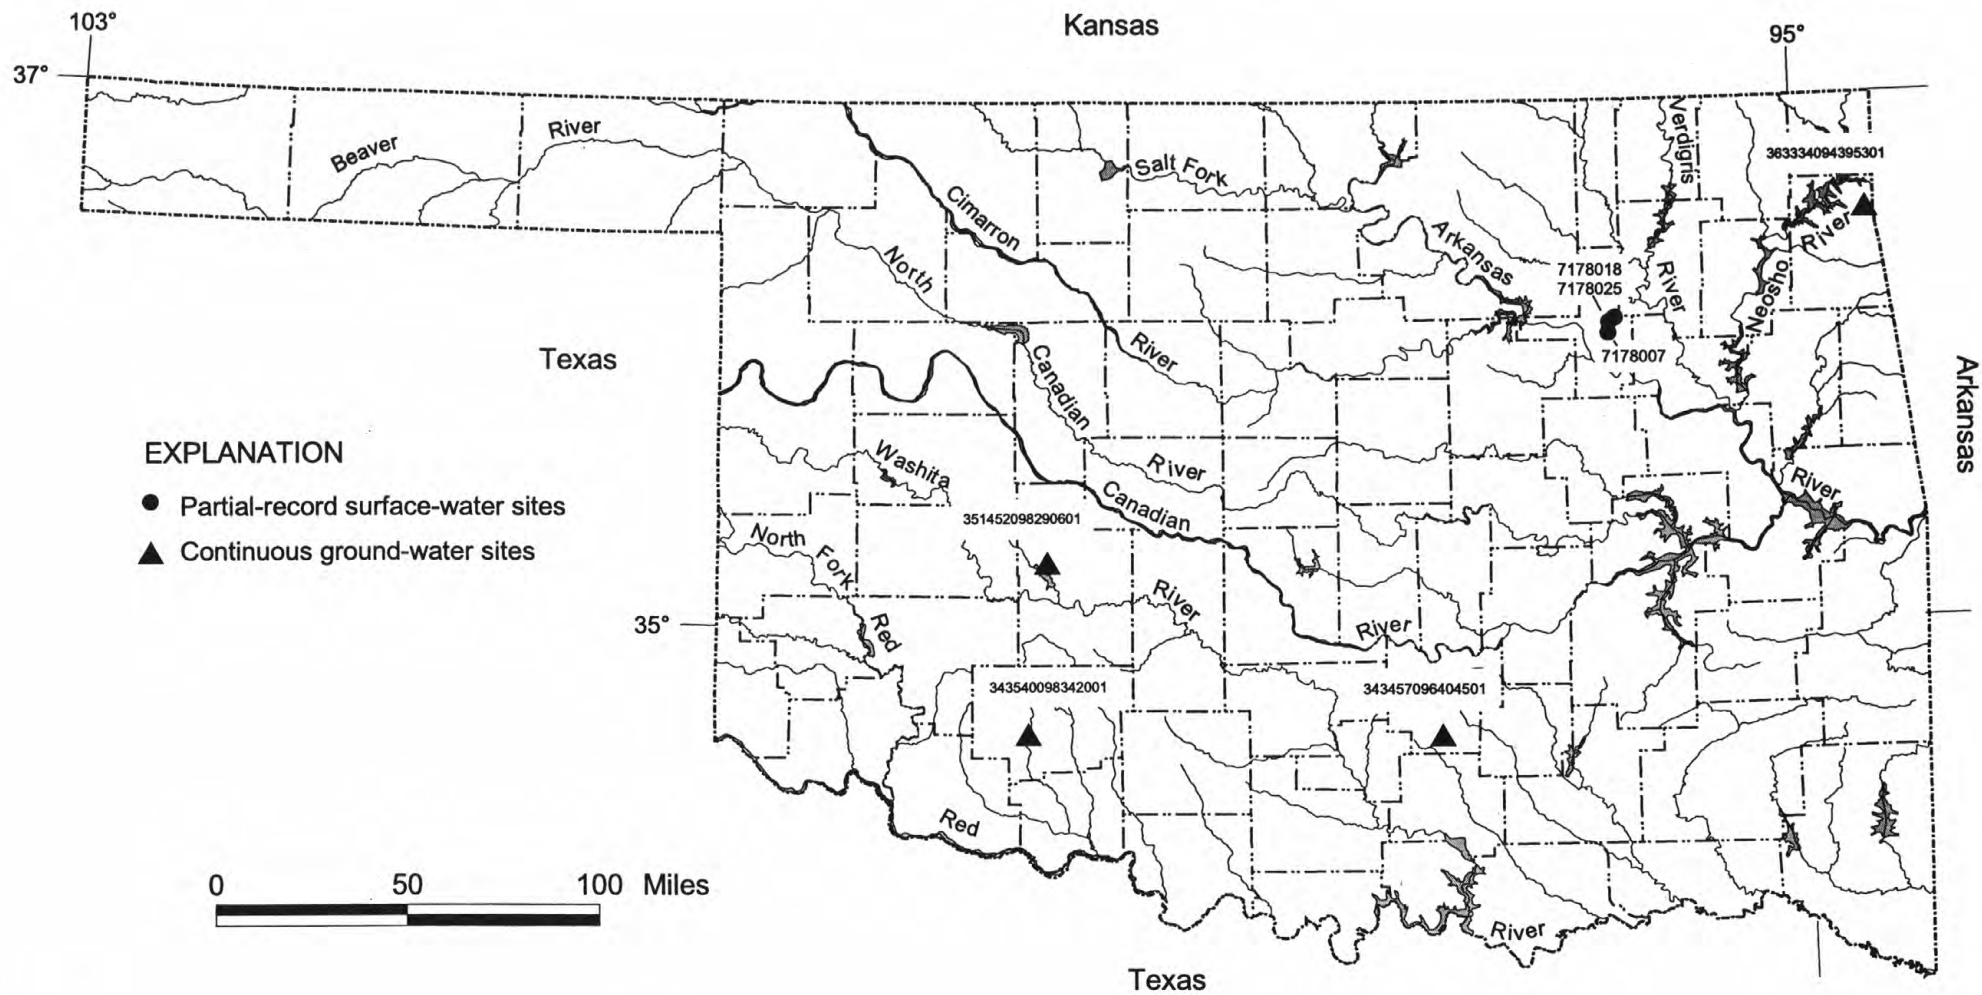 103°
Kansas
95°
37°
Beaver
River
Salt Fork
Verdigris
363334094395301
Cimarron
North
Arkansas
River
Neosho
River
7178018
7178025
7178007
Texas
Canadian
River
Arkansas
EXPLANATION
Partial-record surface-water sites
Continuous ground-water sites
Washita
River
Canadian
River
351452098290601
North
Fork
Red
River
River
35°
343540098342001
343457096404501
Red
0 50 100 Miles
River
Texas